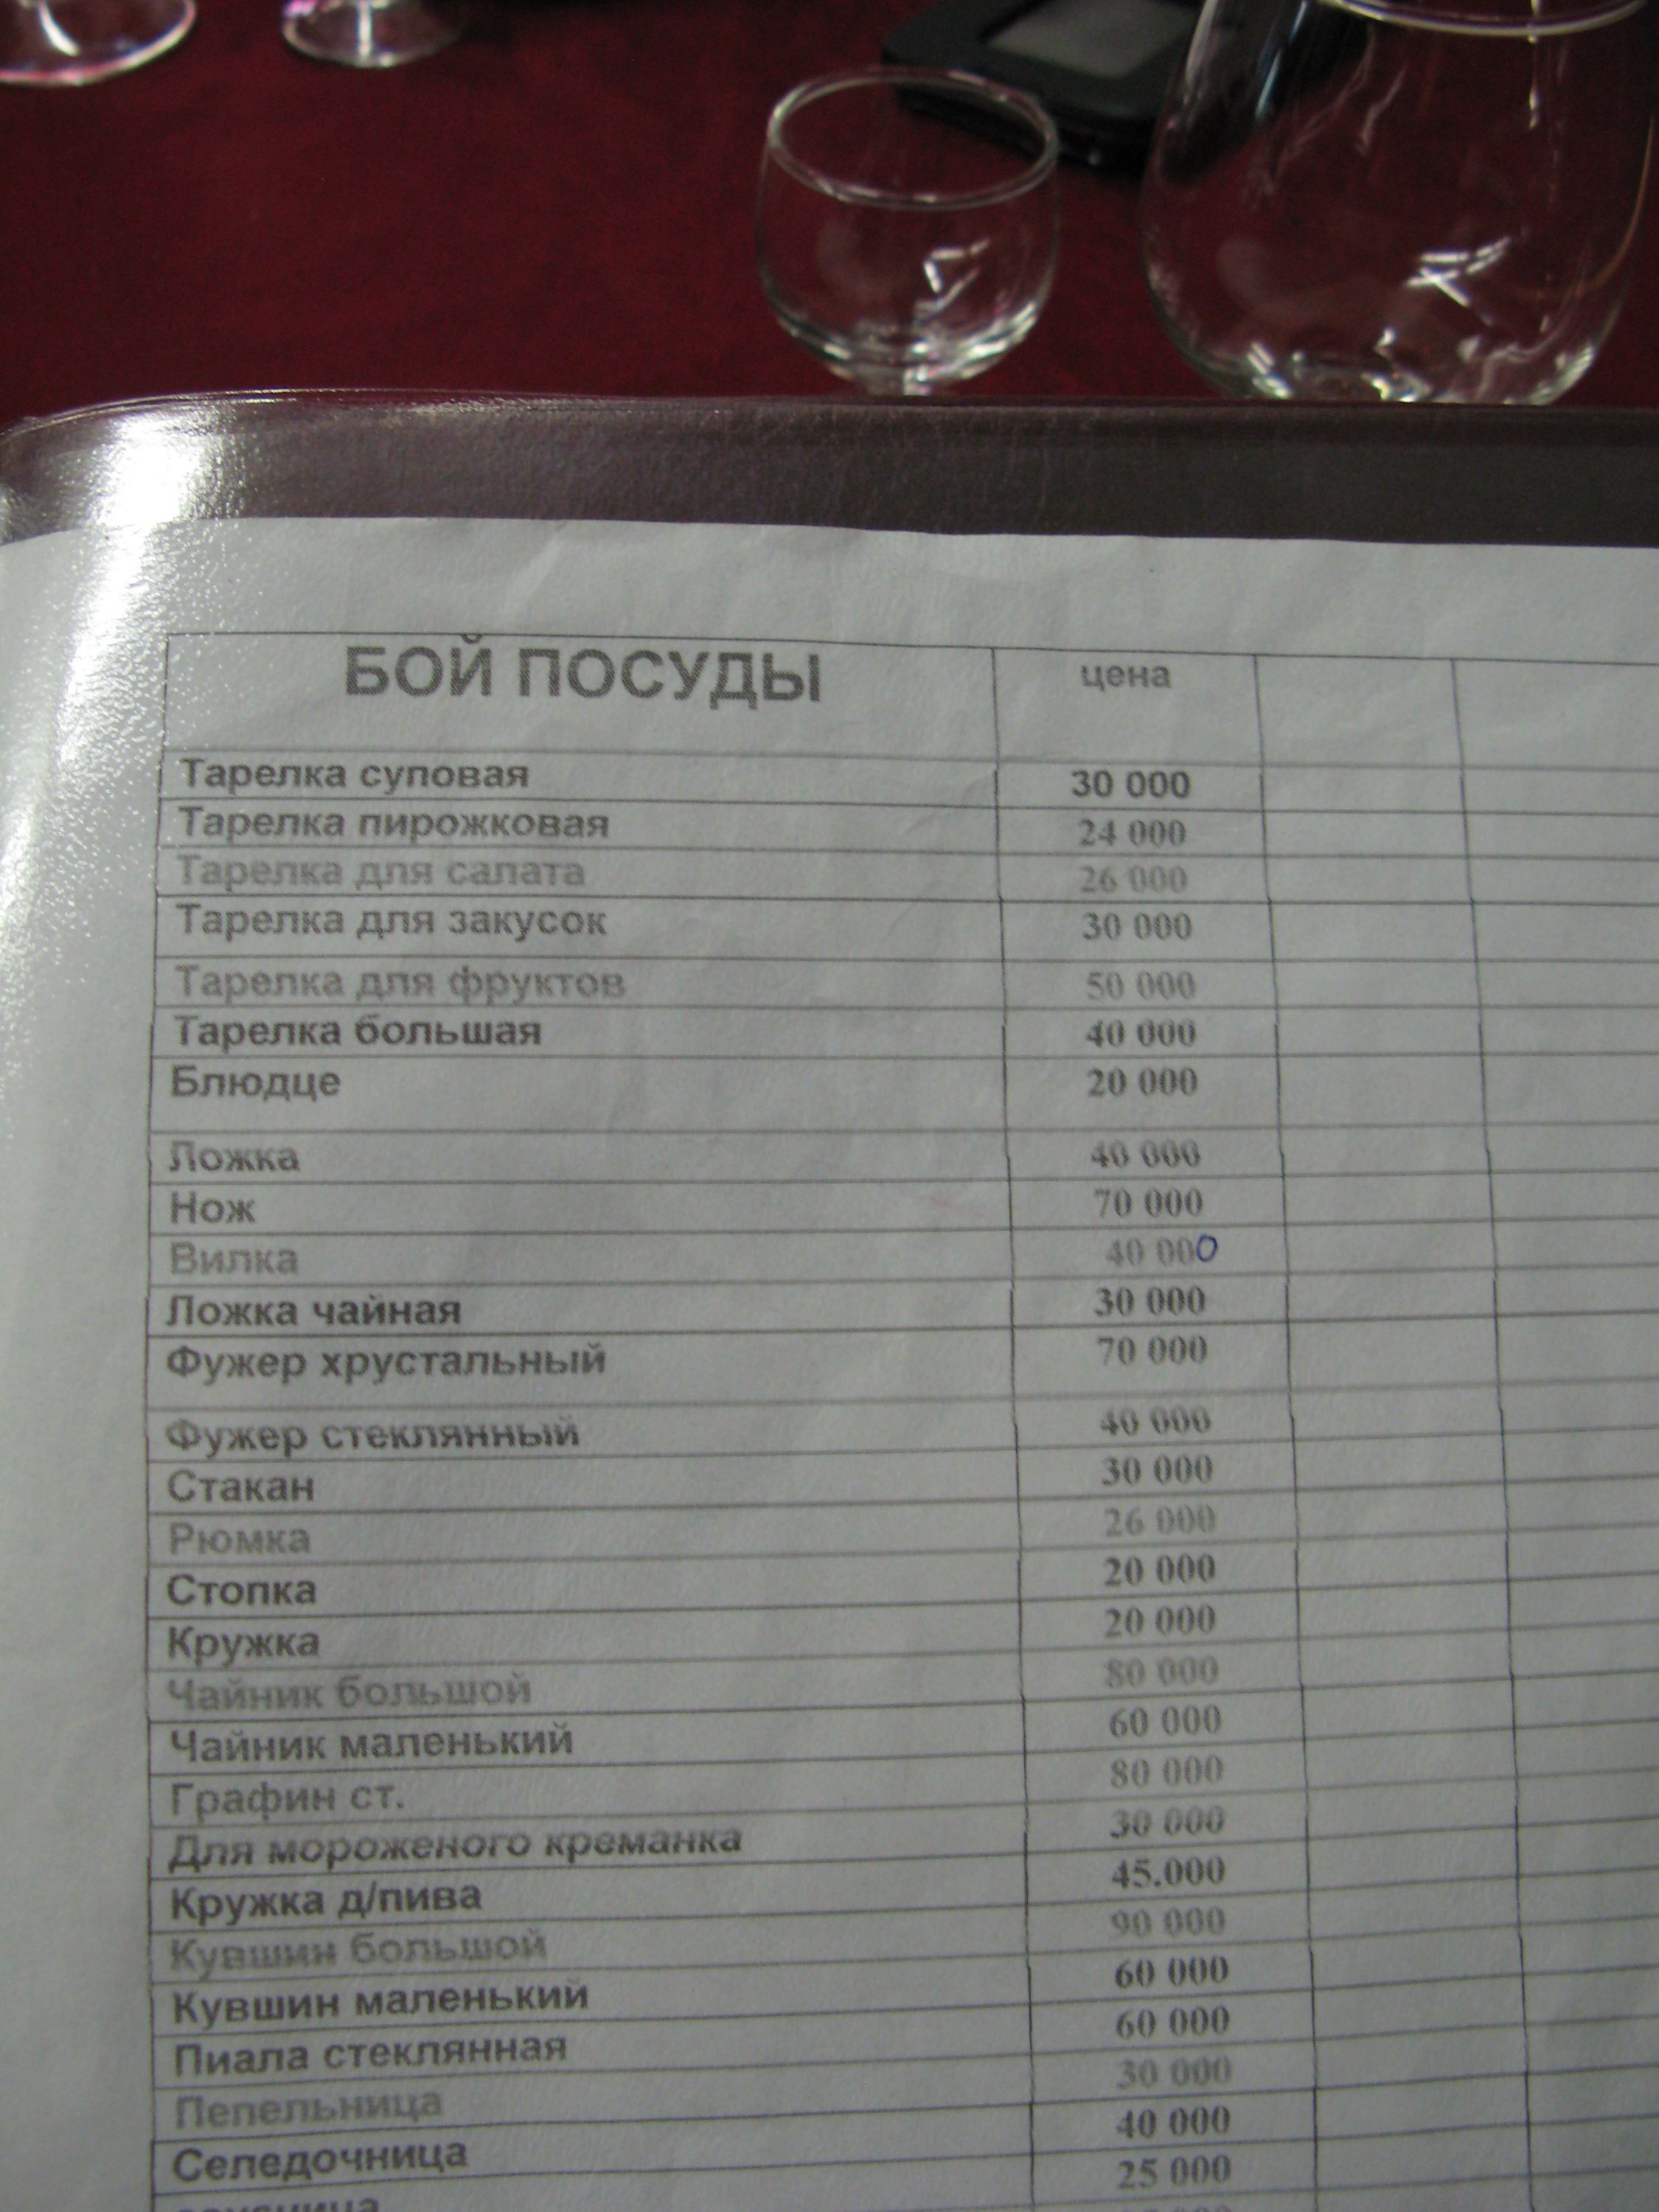 БОЙ ПОСУДЫ цена
Тарелка суповая 30 000
Тарелка пирожковая 24 000
Тарелка для салата 26 000
Тарелка для закусок 30 000
Тарелка для фруктов 50 000
Тарелка большая 40 000
Блюдце 20 000
Ложка 40 000
Нож 70 000
Вилка 40 000
Ложка чайная 30 000
Фужер хрустальный 70 000
Фужер стеклянный 40 000
Стакан 30 000
Рюмка 26 000
Стопка 20 000
Кружка 20 000
Чайник большой 80 000
Чайник маленький 60 000
Графин ст. 80 000
Для мороженого креманка 30 000
Кружка д/пива 45.000
Кувшин большой 90 000
Кувшин маленький 60 000
Пиала стеклянная 60 000
Пепельница 30 000
Селедочница 40 000
25 000